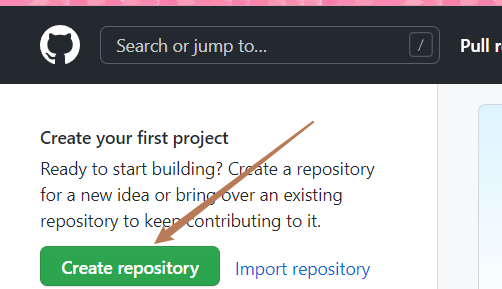 Search or jump to...
/
Pull r
Create your first project
Ready to start building? Create a repository
for a new idea or bring over an existing
repository to keep contributing to it.
Create repository
Import repository